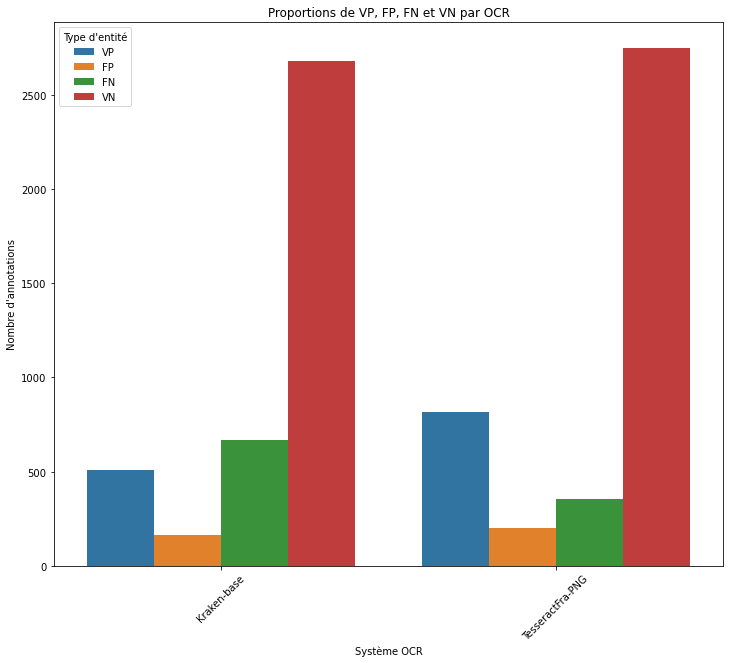 Proportions de VP, FP, FN et VN par OCR
Type d'entité
VP
FP
FN
VN
Nombre d'annotations
2500
2000
1500
1000
500
0
Kraken-base
TesseractFra-PNG
Système OCR